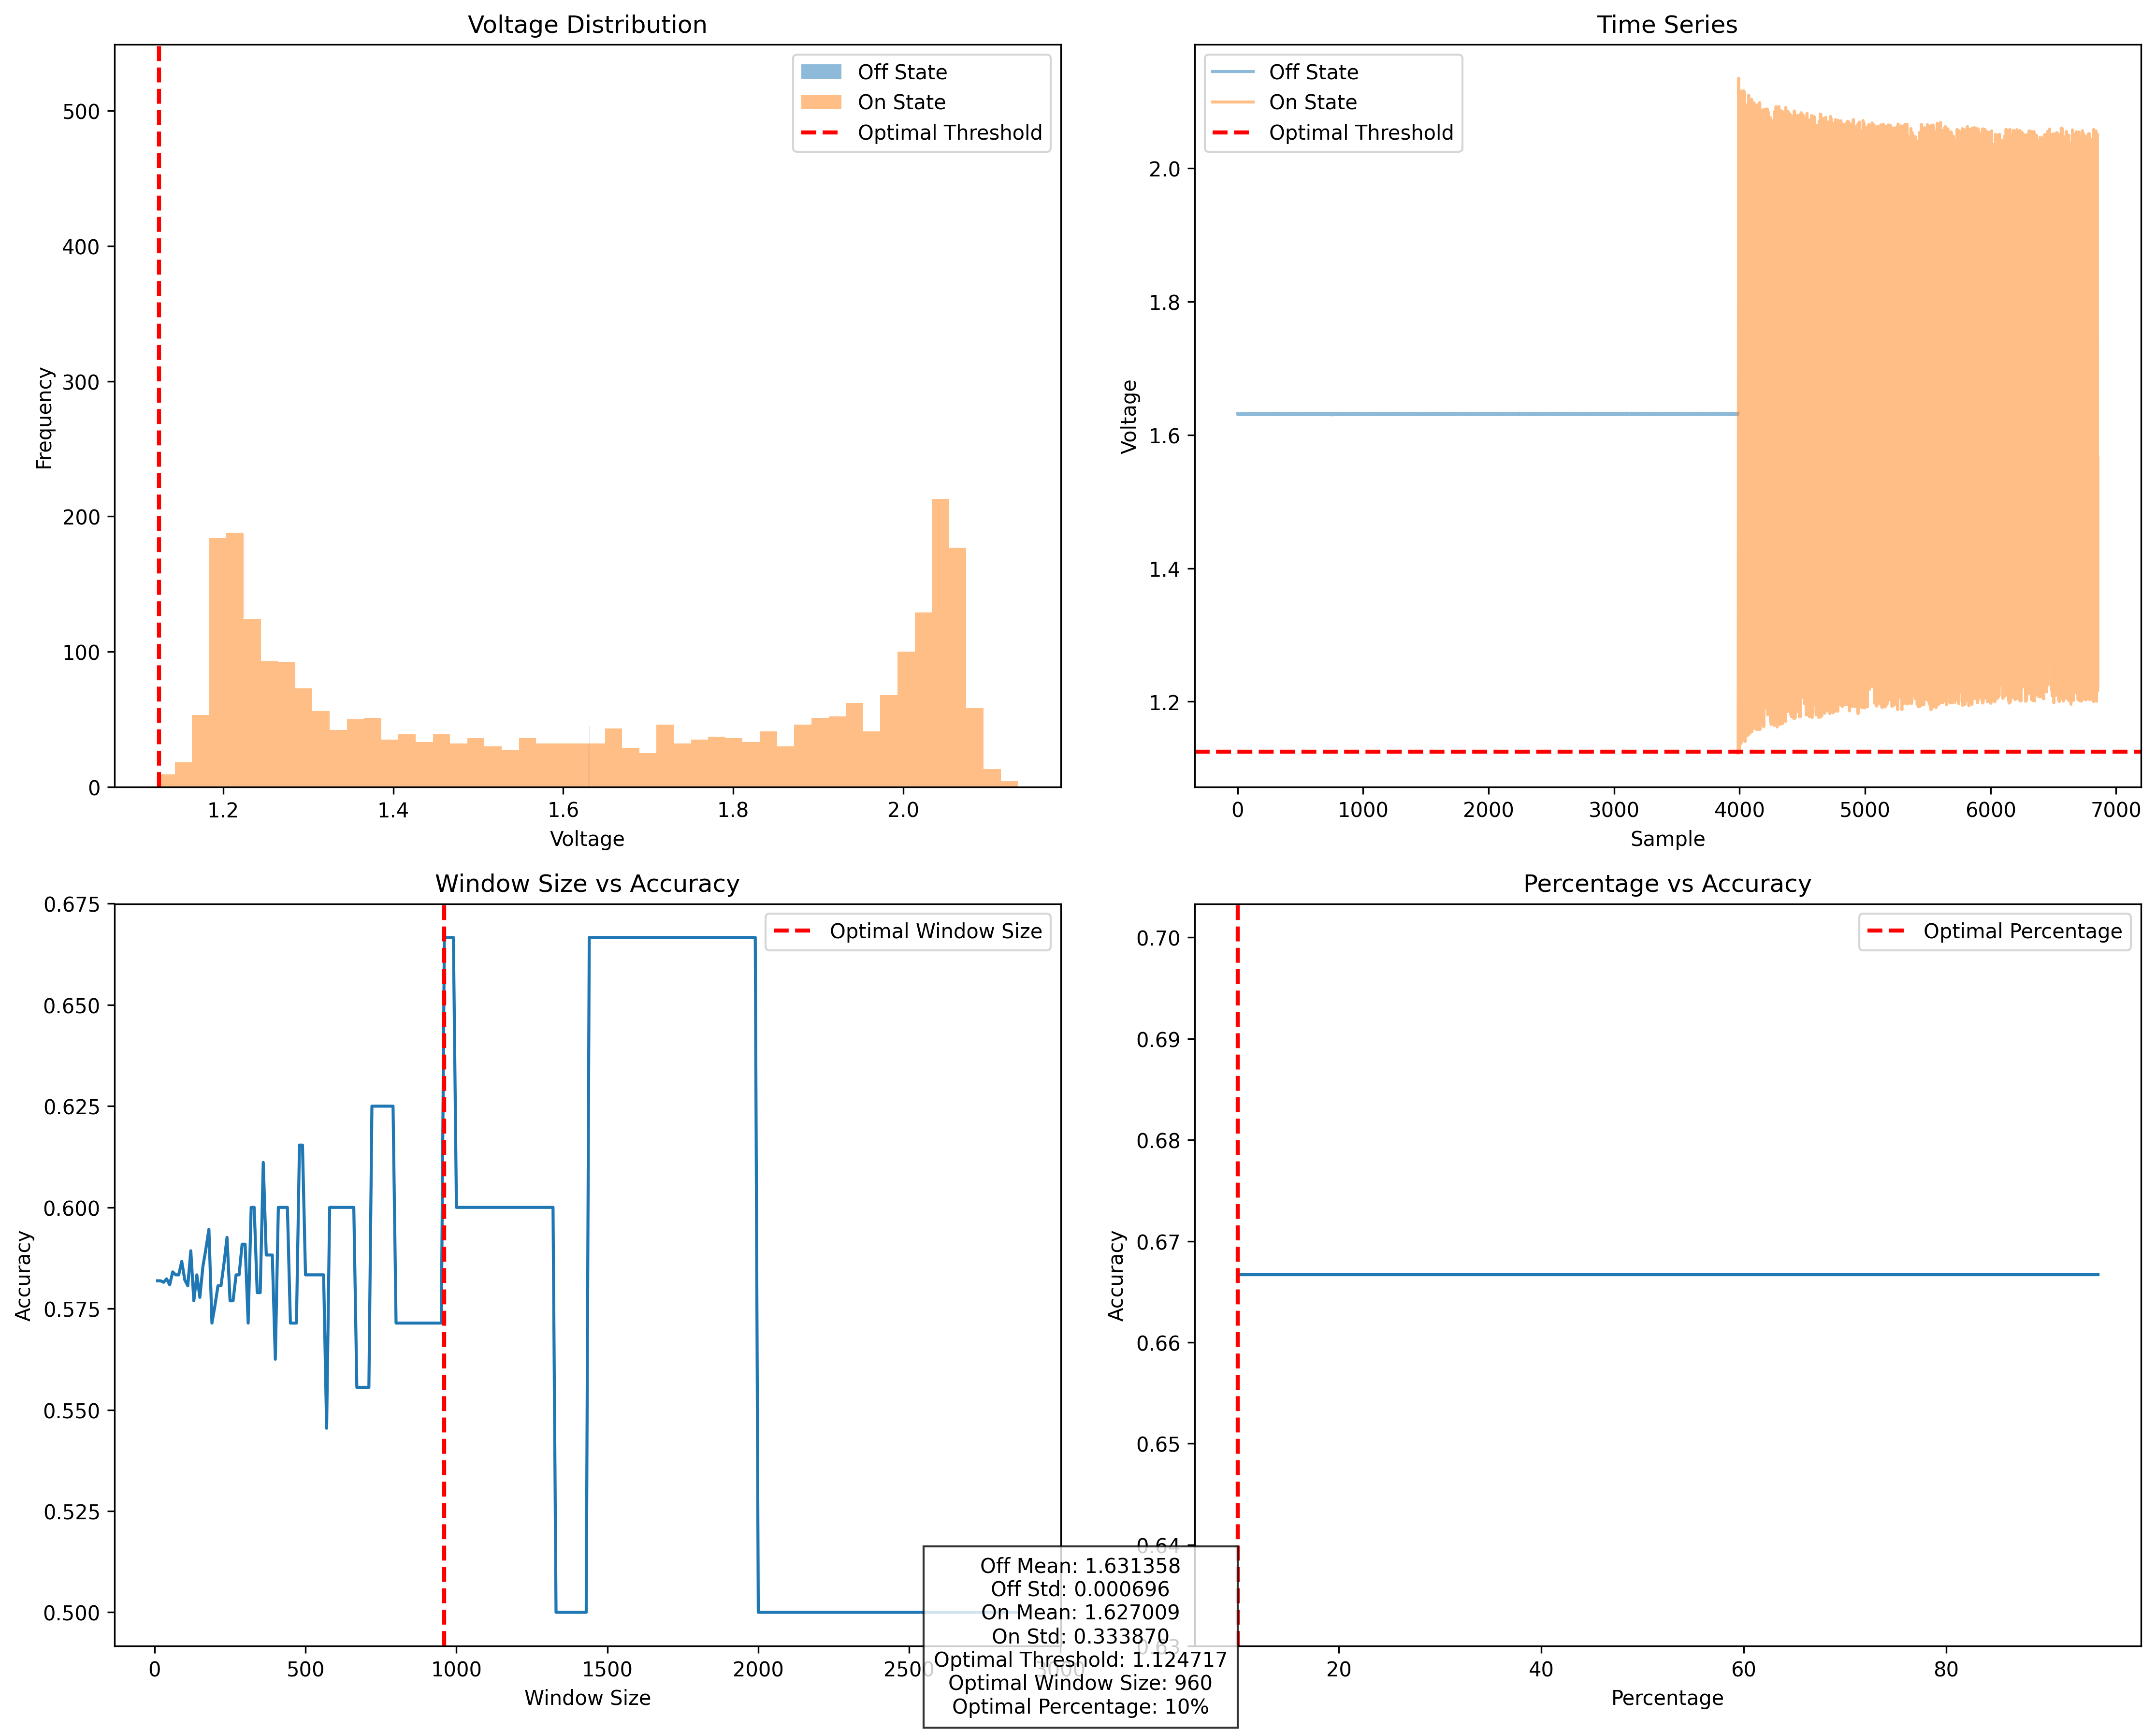 Voltage Distribution
Off State
On State
Optimal Threshold
500
400
300
200
100
0
Frequency
1.2
1.4
1.6
1.8
2.0
Voltage
Time Series
Off State
On State
Optimal Threshold
2.0
1.8
1.6
1.4
1.2
Voltage
0
1000
2000
3000
4000
5000
6000
7000
Sample
Window Size vs Accuracy
Optimal Window Size
0.675
0.650
0.625
0.600
0.575
0.550
0.525
0.500
Accuracy
0
500
1000
1500
2000
2500
3000
Window Size
Percentage vs Accuracy
Optimal Percentage
0.70
0.69
0.68
0.67
0.66
0.65
0.64
0.63
Accuracy
20
40
60
80
Percentage
Off Mean: 1.631358
Off Std: 0.000696
On Mean: 1.627009
On Std: 0.333870
Optimal Threshold: 1.124717
Optimal Window Size: 960
Optimal Percentage: 10%